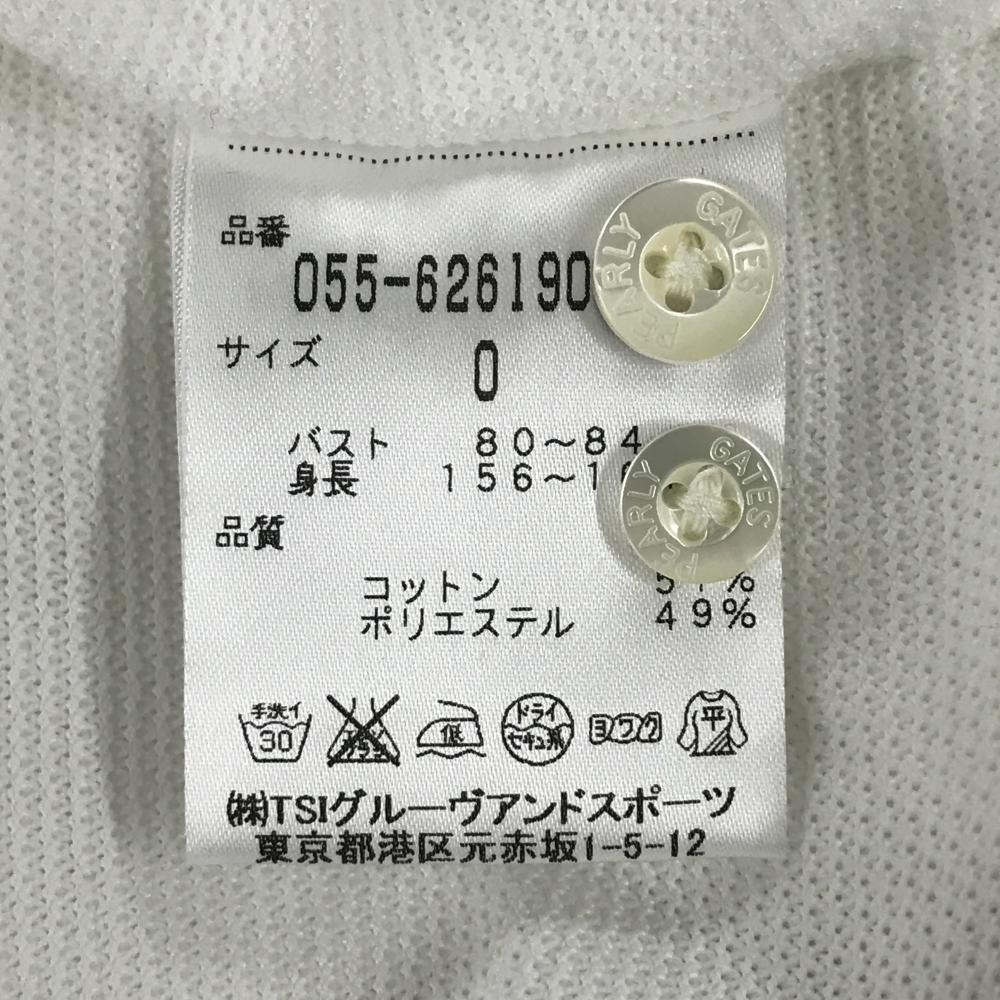 品番
055-626190
サイズ
0
バスト 80〜84
身長 156〜1
品質
コットン 5 %
ポリエステル 49%
手洗イ
30
低
ドライ
セキュ系
ヨワク
平
㈱TSIグルーヴアンドスポーツ
東京都港区元赤坂1-5-12
PEARLY GATES
PEARLY GATES